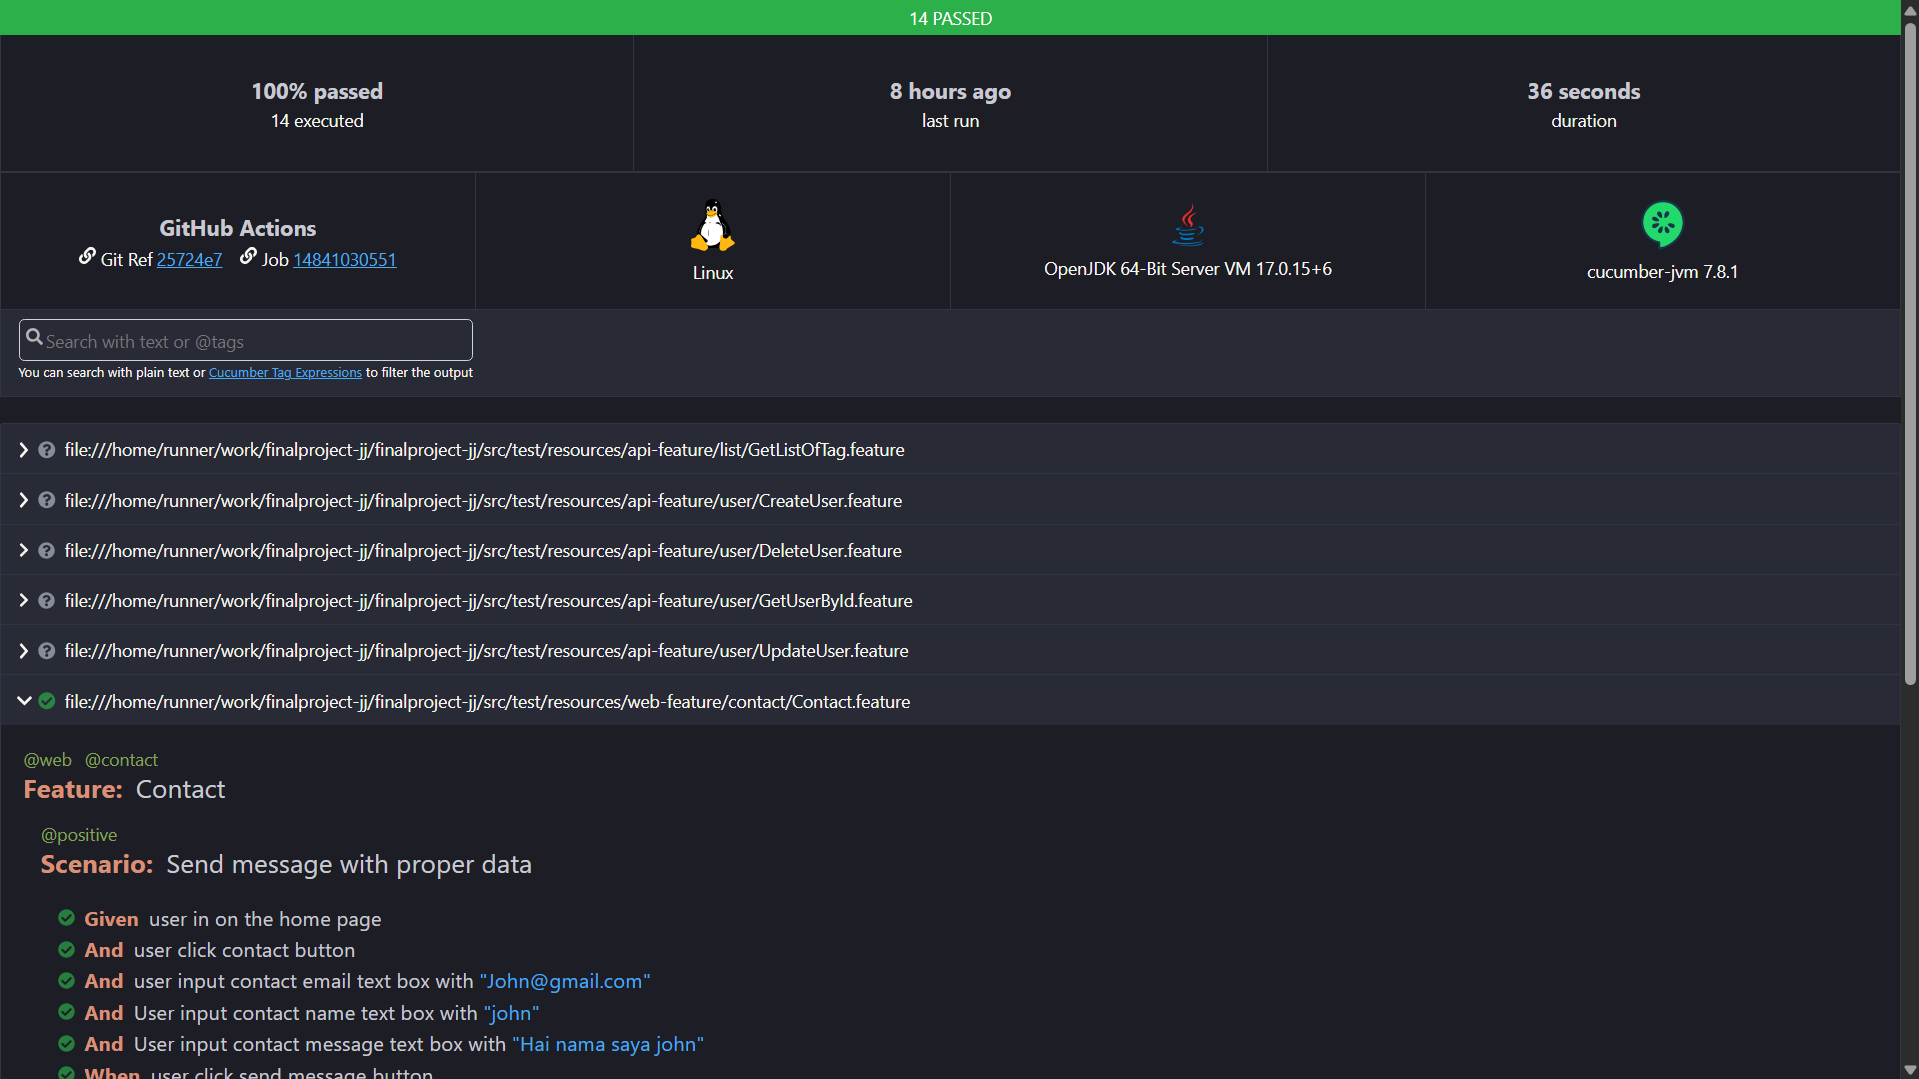 14 PASSED
100% passed
14 executed
8 hours ago
last run
36 seconds
duration
GitHub Actions
Git Ref 25724e7 Job 14841030551
Linux
OpenJDK 64-Bit Server VM 17.0.15+6
cucumber-jvm 7.8.1
Search with text or @tags
You can search with plain text or Cucumber Tag Expressions to filter the output
file:///home/runner/work/finalproject-jj/finalproject-jj/src/test/resources/api-feature/list/GetListOfTag.feature
file:///home/runner/work/finalproject-jj/finalproject-jj/src/test/resources/api-feature/user/CreateUser.feature
file:///home/runner/work/finalproject-jj/finalproject-jj/src/test/resources/api-feature/user/DeleteUser.feature
file:///home/runner/work/finalproject-jj/finalproject-jj/src/test/resources/api-feature/user/GetUserById.feature
file:///home/runner/work/finalproject-jj/finalproject-jj/src/test/resources/api-feature/user/UpdateUser.feature
file:///home/runner/work/finalproject-jj/finalproject-jj/src/test/resources/web-feature/contact/Contact.feature
@web @contact
Feature: Contact
@positive
Scenario: Send message with proper data
Given user in on the home page
And user click contact button
And user input contact email text box with "John@gmail.com"
And User input contact name text box with "john"
And User input contact message text box with "Hai nama saya john"
When user click send message button